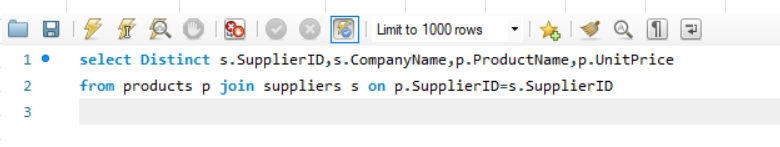 Limit to 1000 rows
1 select Distinct s.SupplierID,s.CompanyName,p.ProductName,p.UnitPrice
2 from products p join suppliers s on p.SupplierID=s.SupplierID
3